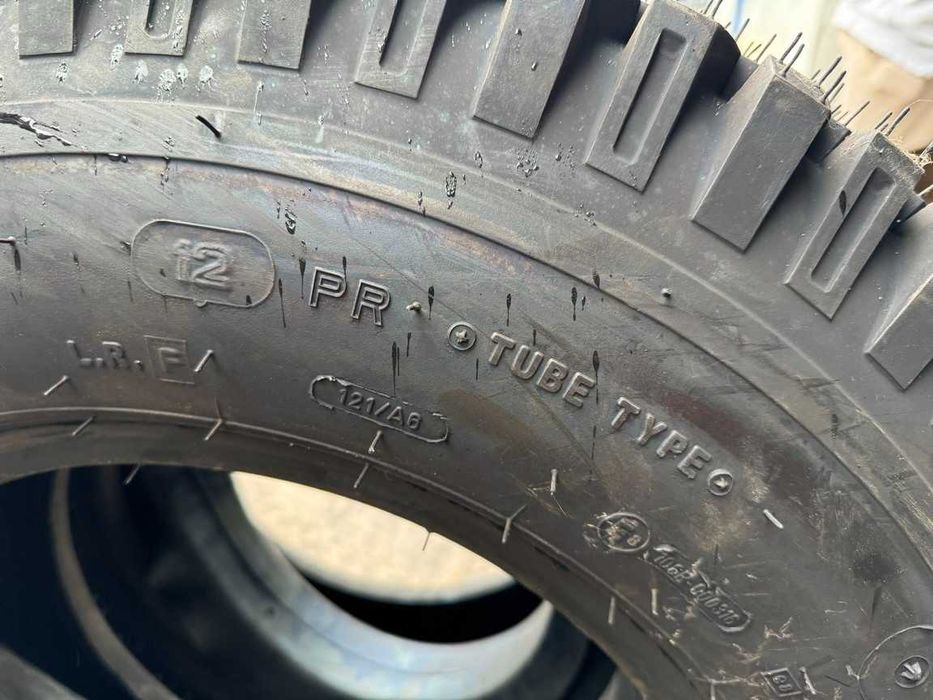 12 PR
TUBE TYPE
L.R. F
121/A6